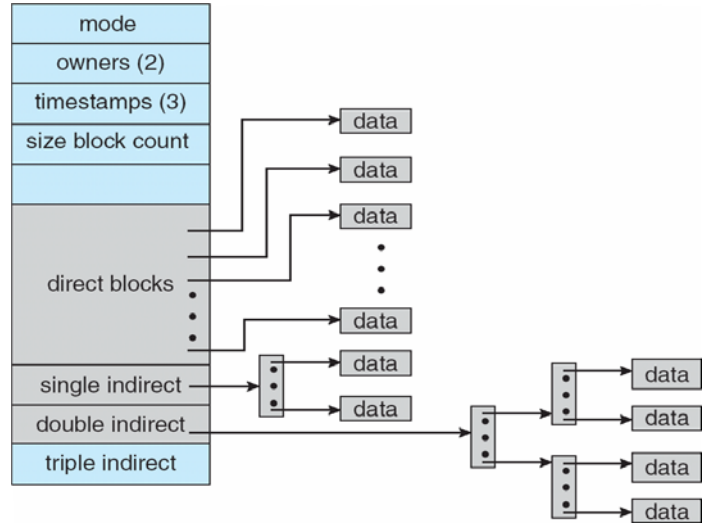 mode
owners (2)
timestamps (3)
size block count
direct blocks
single indirect
double indirect
triple indirect
data
data
data
data
data
data
data
data
data
data